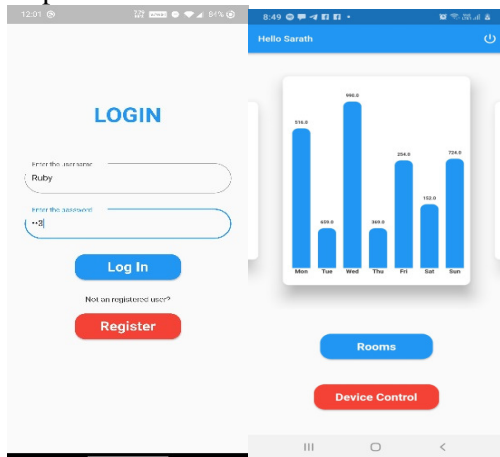 12:01
84%
LOGIN
Enter the username
Ruby
Enter the password
••3
Log In
Not an registered user?
Register
8:49
Hello Sarath
990.0
516.0
294.0
724.0
152.0
Mon Tue Wed Thu Fri Sat Sun
Rooms
Device Control